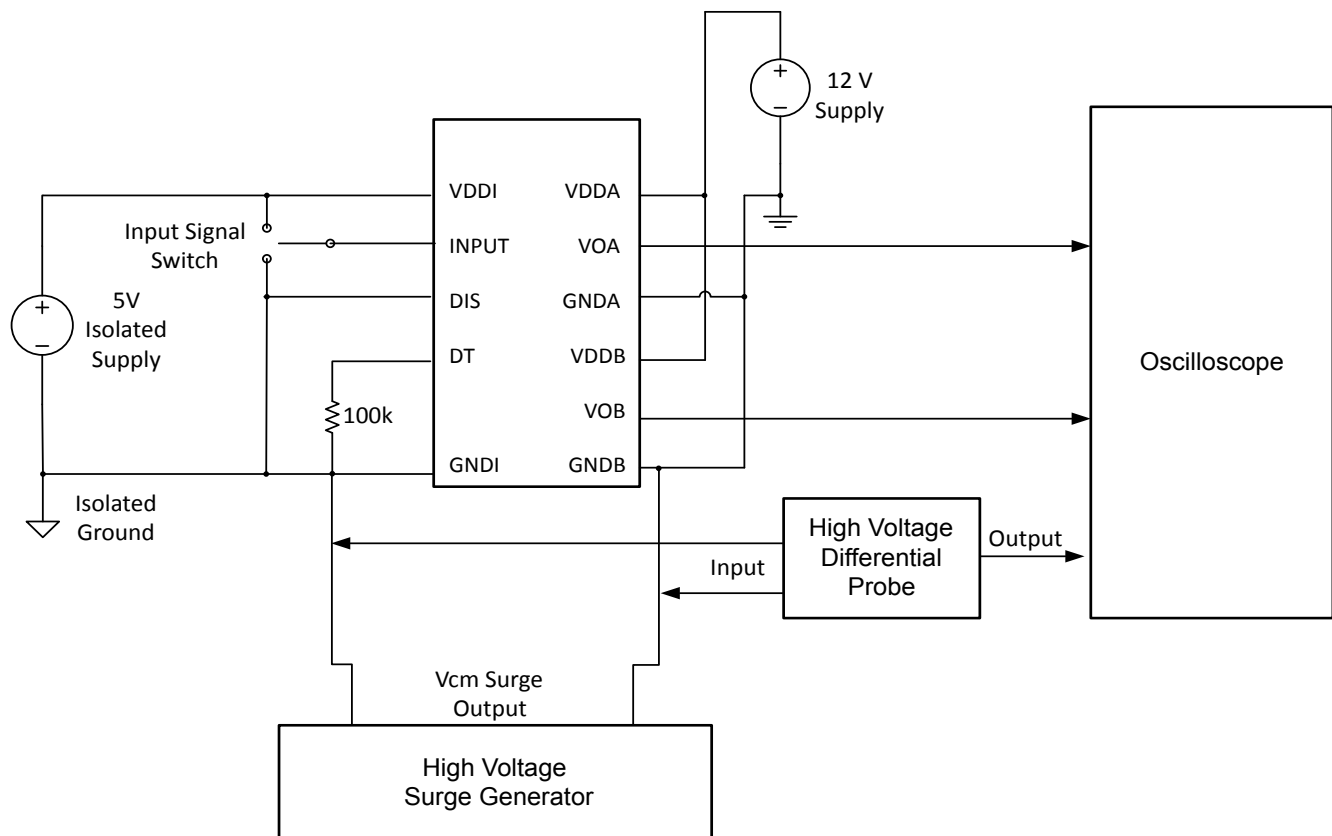 12 V
Supply
+
−
VDDI
VDDA
Input Signal
Switch
INPUT
VOA
5V
Isolated
Supply
+
−
DIS
GNDA
DT
VDDB
Oscilloscope
100k
VOB
GNDI
GNDB
Isolated
Ground
High Voltage
Differential
Probe
Input
Output
Vcm Surge
Output
High Voltage
Surge Generator